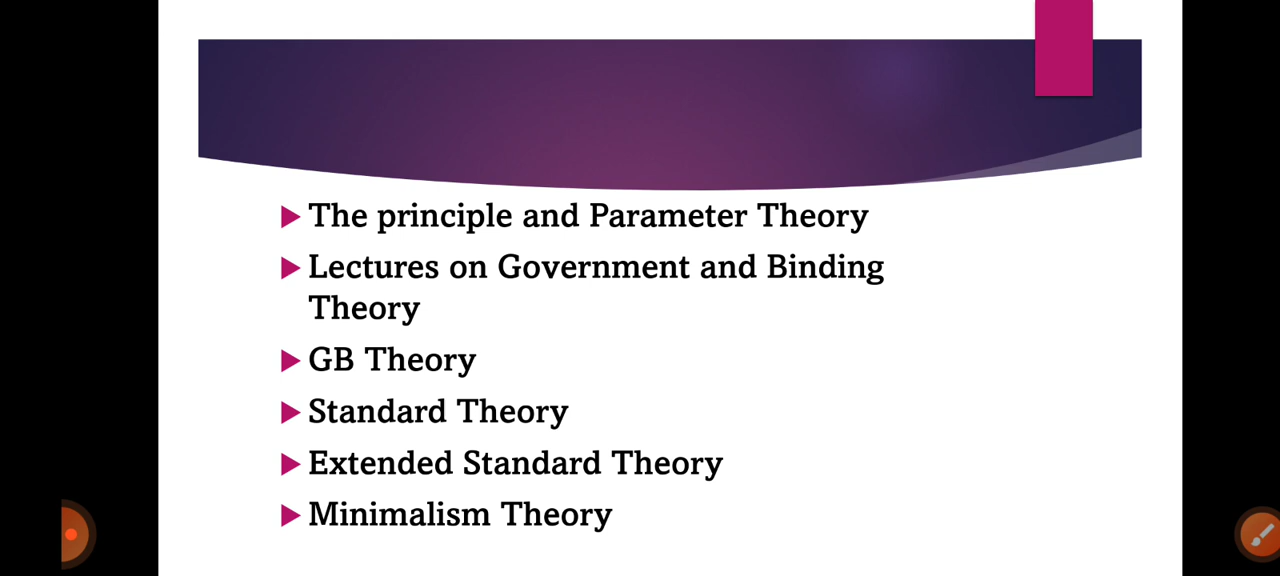 The principle and Parameter Theory
Lectures on Government and Binding
Theory
GB Theory
Standard Theory
Extended Standard Theory
Minimalism Theory